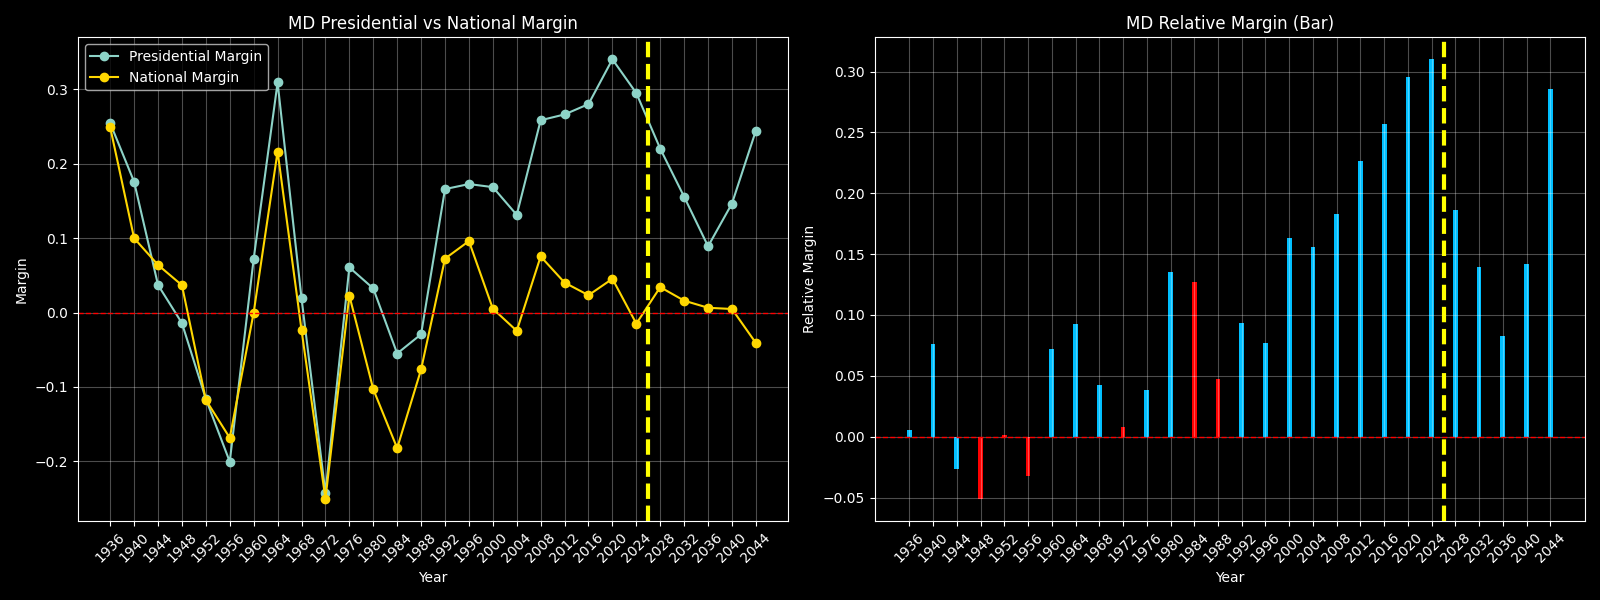 MD Presidential vs National Margin
Presidential Margin
National Margin
0.3
0.2
0.1
0.0
−0.1
−0.2
Margin
1936 1940 1944 1948 1952 1956 1960 1964 1968 1972 1976 1980 1984 1988 1992 1996 2000 2004 2008 2012 2016 2020 2024 2028 2032 2036 2040 2044
Year
MD Relative Margin (Bar)
0.30
0.25
0.20
0.15
0.10
0.05
0.00
−0.05
Relative Margin
1936 1940 1944 1948 1952 1956 1960 1964 1968 1972 1976 1980 1984 1988 1992 1996 2000 2004 2008 2012 2016 2020 2024 2028 2032 2036 2040 2044
Year